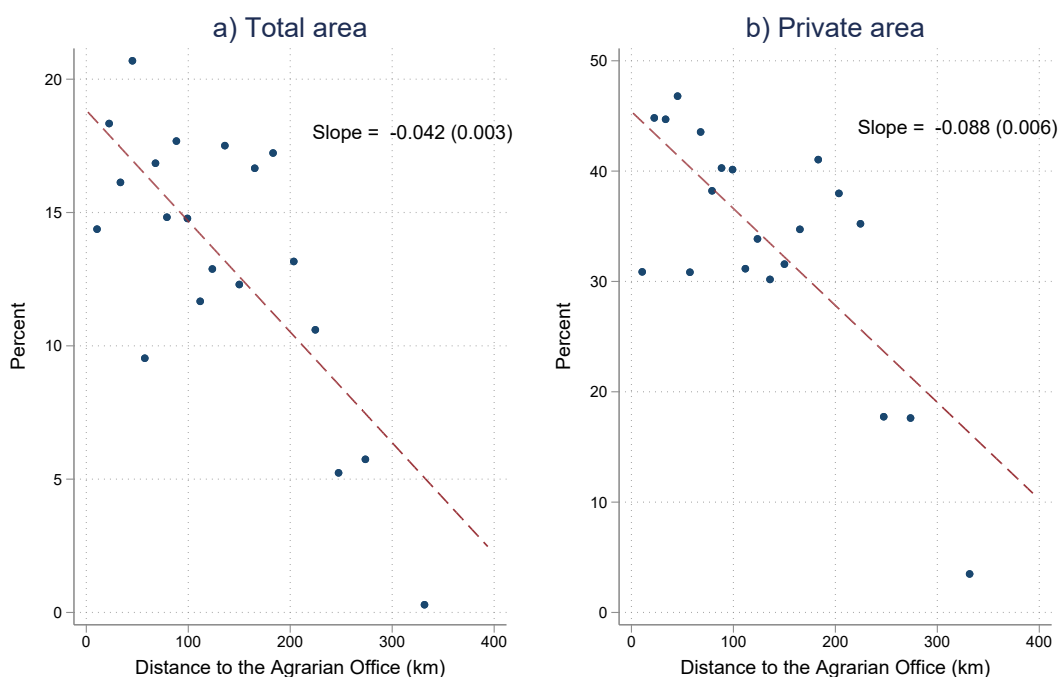 a) Total area
20
15
10
5
0
Percent
Slope = -0.042 (0.003)
0 100 200 300 400
Distance to the Agrarian Office (km)
b) Private area
50
40
30
20
10
0
Percent
Slope = -0.088 (0.006)
0 100 200 300 400
Distance to the Agrarian Office (km)